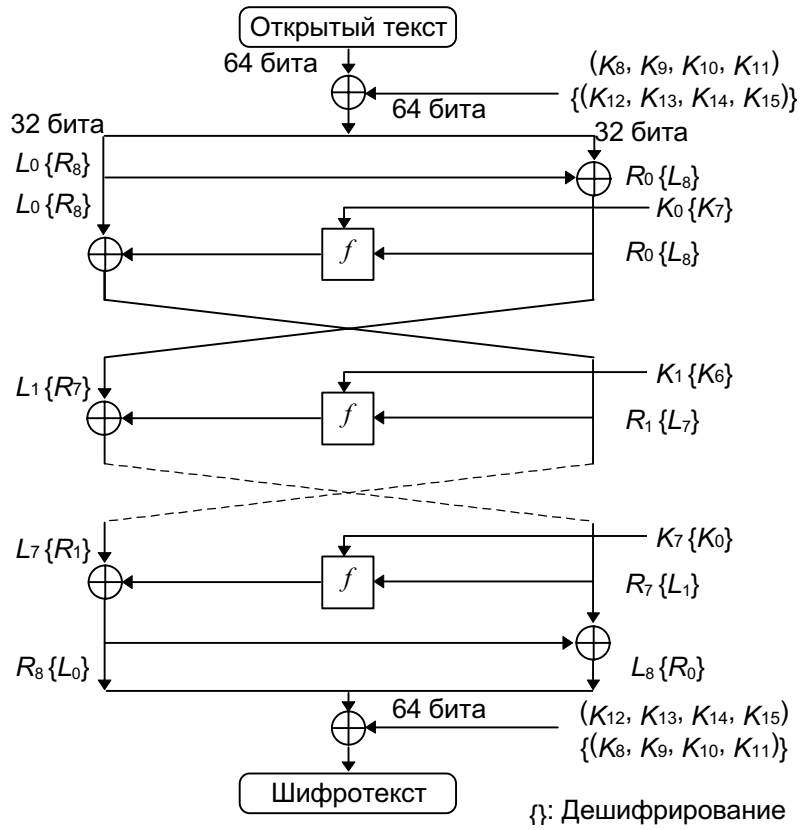 Открытый текст
64 бита
(K8, K9, K10, K11)
64 бита
{(K12, K13, K14, K15)}
32 бита
32 бита
L0 {R8}
R0 {L8}
L0 {R8}
K0 {K7}
f
R0 {L8}
K1 {K6}
L1 {R7}
f
R1 {L7}
K7 {K0}
L7 {R1}
f
R7 {L1}
R8 {L0}
L8 {R0}
64 бита
(K12, K13, K14, K15)
{(K8, K9, K10, K11)}
Шифротекст
{}: Дешифрирование